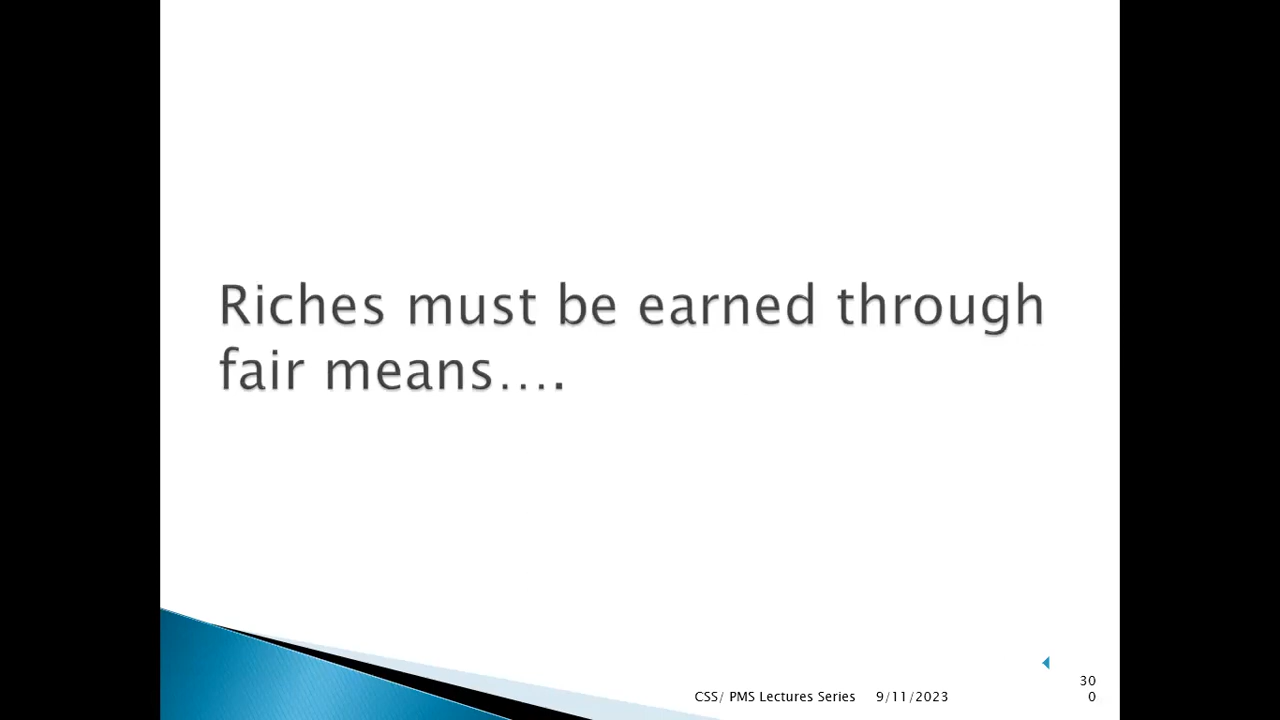 Riches must be earned through
fair means….
CSS/ PMS Lectures Series 9/11/2023
30
0